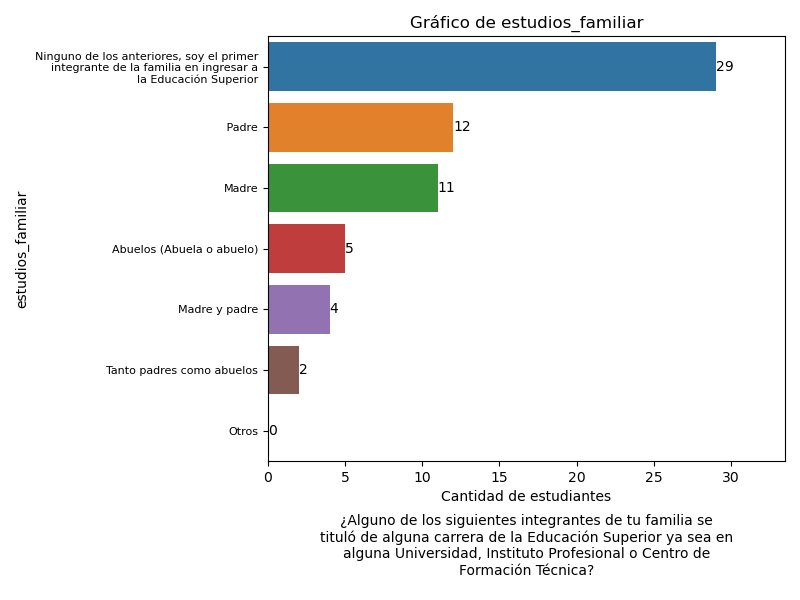 Gráfico de estudios_familiar
Ninguno de los anteriores, soy el primer
integrante de la familia en ingresar a
la Educación Superior
29
Padre
12
Madre
11
Abuelos (Abuela o abuelo)
5
Madre y padre
4
Tanto padres como abuelos
2
Otros
0
estudios_familiar
0 5 10 15 20 25 30
Cantidad de estudiantes
¿Alguno de los siguientes integrantes de tu familia se
tituló de alguna carrera de la Educación Superior ya sea en
alguna Universidad, Instituto Profesional o Centro de
Formación Técnica?